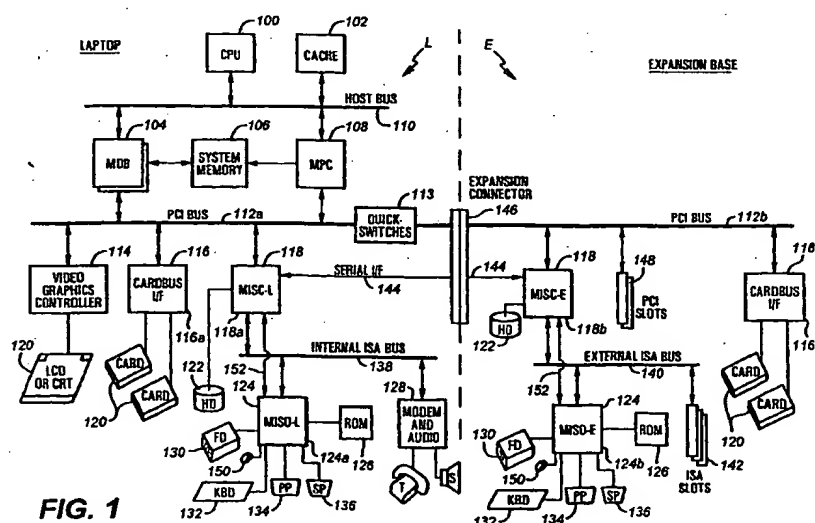 LAPTOP
100
102
CPU
CACHE
L
E
EXPANSION BASE
HOST BUS
110
104
106
108
MDB
SYSTEM
MEMORY
MPC
113
EXPANSION
CONNECTOR
146
PCI BUS
112a
QUICK-
SWITCHES
PCI BUS
112b
114
116
118
118
148
116
VIDEO
GRAPHICS
CONTROLLER
CARDBUS
I/F
MISC-L
SERIAL I/F
144
144
MISC-E
PCI
SLOTS
CARDBUS
I/F
116a
118a
118b
116
120
LCD
OR CRT
CARD
CARD
120
122
HD
122
HD
INTERNAL ISA BUS
138
152
EXTERNAL ISA BUS
140
152
CARD
CARD
120
124
128
124
MISO-L
ROM
126
MODEM
AND
AUDIO
MISO-E
ROM
126
130
FD
124a
130
FD
124b
142
ISA
SLOTS
150
T
S
150
KBD
132
PP
134
SP
136
KBD
132
PP
134
SP
136
FIG. 1